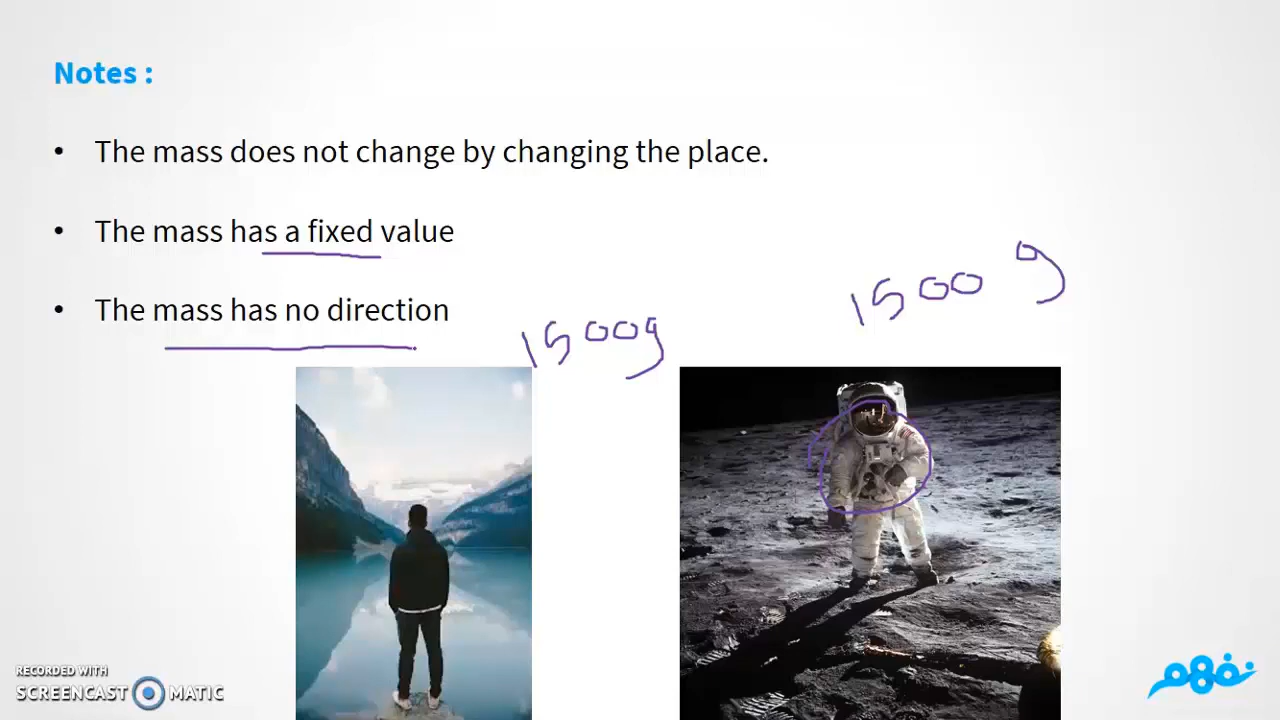 Notes :
• The mass does not change by changing the place.
• The mass has a fixed value
• The mass has no direction
1500g
1500 g
RECORDED WITH
SCREENCAST MATIC
نفهم